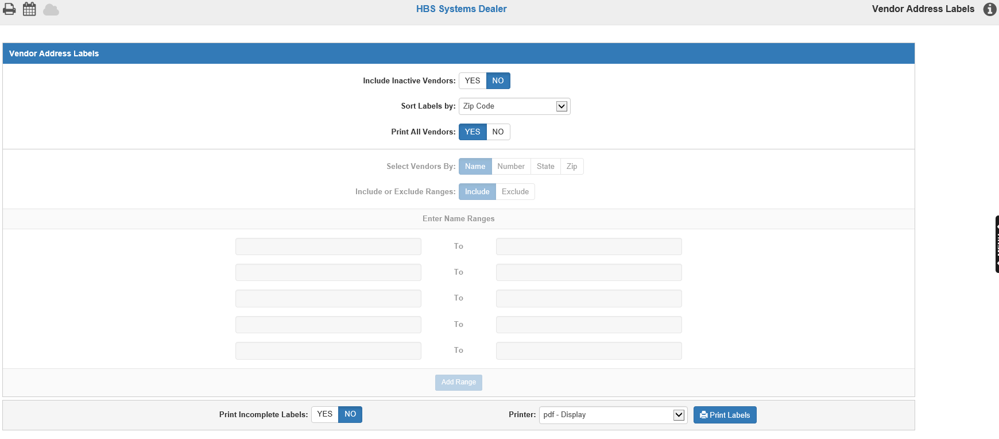 HBS Systems Dealer
Vendor Address Labels
Vendor Address Labels
Include Inactive Vendors: YES NO
Sort Labels by: Zip Code
Print All Vendors: YES NO
Select Vendors By: Name Number State Zip
Include or Exclude Ranges: Include Exclude
Enter Name Ranges
To
To
To
To
To
Add Range
Print Incomplete Labels: YES NO
Printer: pdf - Display
Print Labels